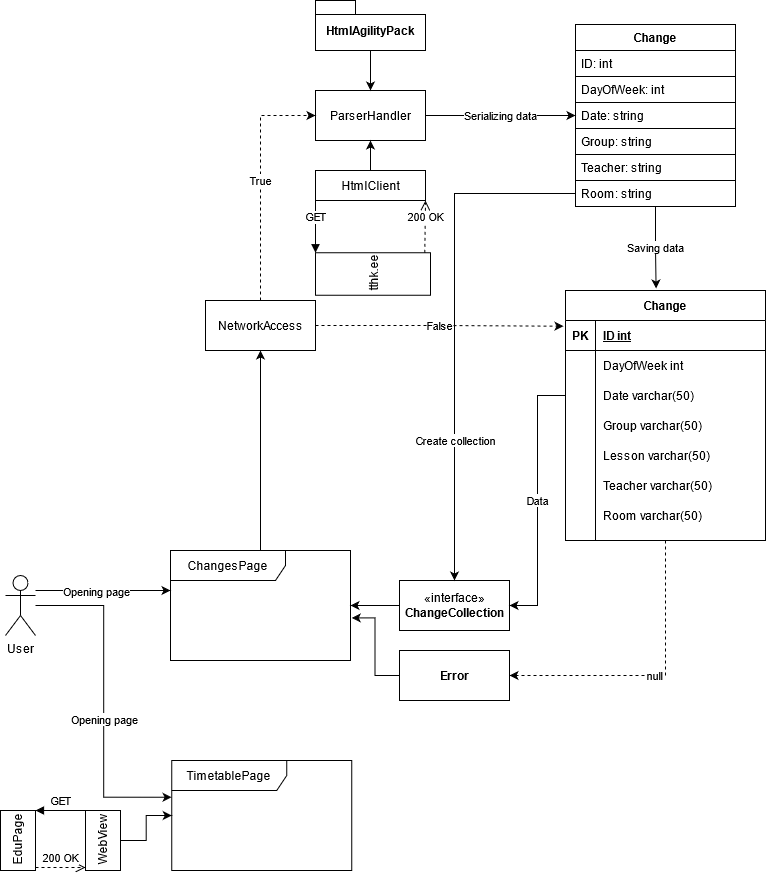 HtmlAgilityPack
Change
ID: int
DayOfWeek: int
Date: string
Group: string
Teacher: string
Room: string
ParserHandler
Serializing data
True
HtmlClient
GET
200 OK
tthk.ee
Saving data
NetworkAccess
False
Change
PK
ID int
DayOfWeek int
Date varchar(50)
Group varchar(50)
Lesson varchar(50)
Teacher varchar(50)
Room varchar(50)
Create collection
Data
ChangesPage
Opening page
User
«interface»
ChangeCollection
Error
null
Opening page
TimetablePage
GET
EduPage
WebView
200 OK